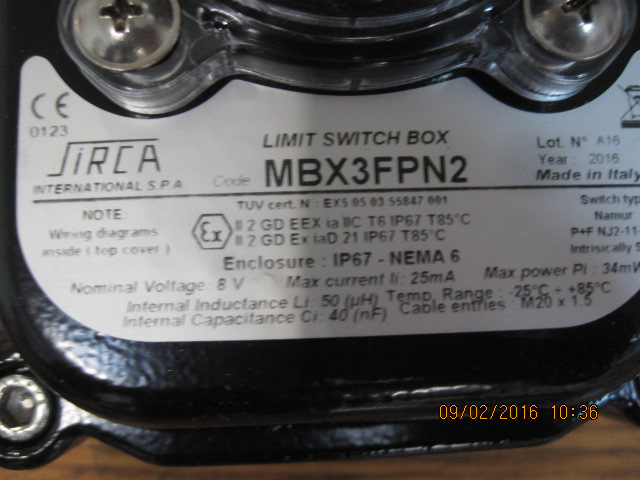 CE
0123
SIRCA
INTERNATIONAL S.P.A.
LIMIT SWITCH BOX
Code MBX3FPN2
Lot. N° A16
Year : 2016
Made in Italy
TUV cert. N : EX5 05 03 55847 001
NOTE:
Wiring diagrams
inside ( top cover )
Ex
II 2 GD EEX ia IIC T6 IP67 T85°C
II 2 GD Ex iaD 21 IP67 T85°C
Enclosure : IP67 - NEMA 6
Switch typ
Namur
P+F NJ2-11-
Intrinsically S
Nominal Voltage: 8 V Max.current Ii: 25mA Max.power Pi : 34mW
Internal Inductance Li: 50 (µH) Temp. Range : -25°C ÷ +85°C
Internal Capacitance Ci: 40 (nF) Cable entries : M20 x 1.5
09/02/2016 10:36